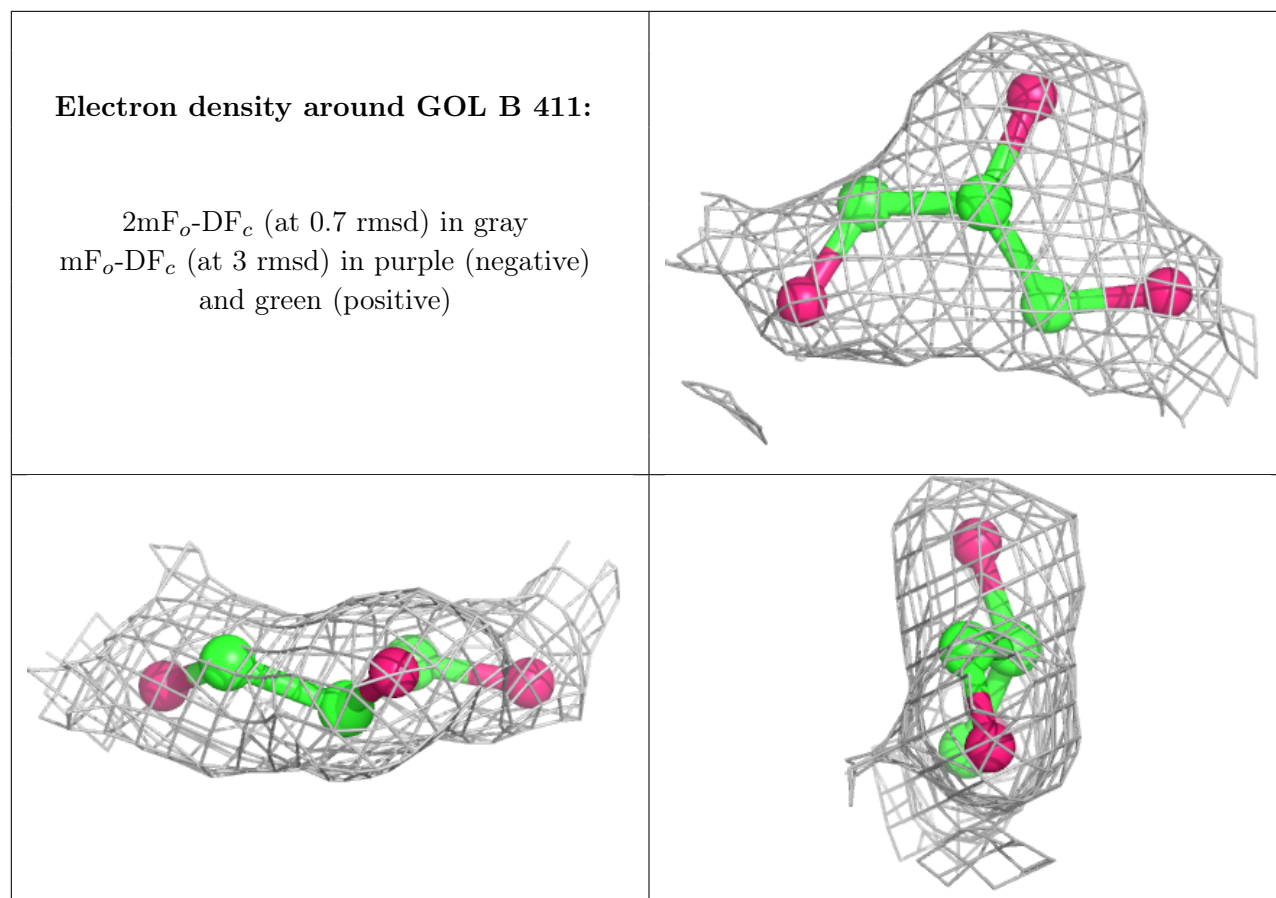 Electron density around GOL B 411:
2mFo-DFc (at 0.7 rmsd) in gray
mFo-DFc (at 3 rmsd) in purple (negative)
and green (positive)